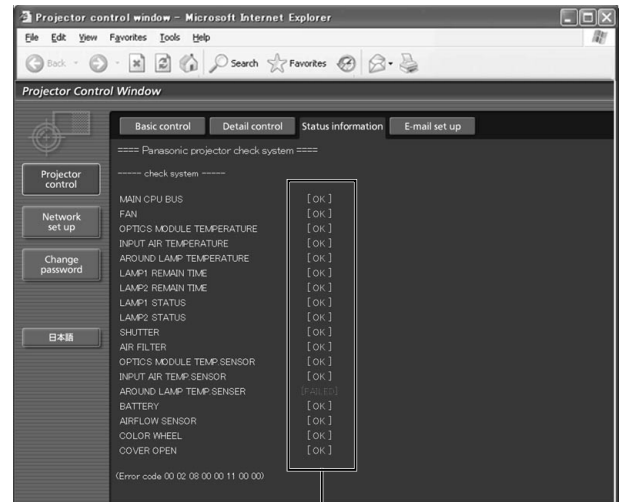 Projector control window - Microsoft Internet Explorer
File Edit View Favorites Tools Help
Back Search Favorites
Projector Control Window
Basic control Detail control Status information E-mail set up
==== Panasonic projector check system ====
----- check system -----
Projector control
Network set up
Change password
日本語
MAIN CPU BUS [ OK ]
FAN [ OK ]
OPTICS MODULE TEMPERATURE [ OK ]
INPUT AIR TEMPERATURE [ OK ]
AROUND LAMP TEMPERATURE [ OK ]
LAMP1 REMAIN TIME [ OK ]
LAMP2 REMAIN TIME [ OK ]
LAMP1 STATUS [ OK ]
LAMP2 STATUS [ OK ]
SHUTTER [ OK ]
AIR FILTER [ OK ]
OPTICS MODULE TEMP.SENSOR [ OK ]
INPUT AIR TEMP.SENSOR [ OK ]
AROUND LAMP TEMP.SENSER [FAILED]
BATTERY [ OK ]
AIRFLOW SENSOR [ OK ]
COLOR WHEEL [ OK ]
COVER OPEN [ OK ]
(Error code 00 02 08 00 00 11 00 00)